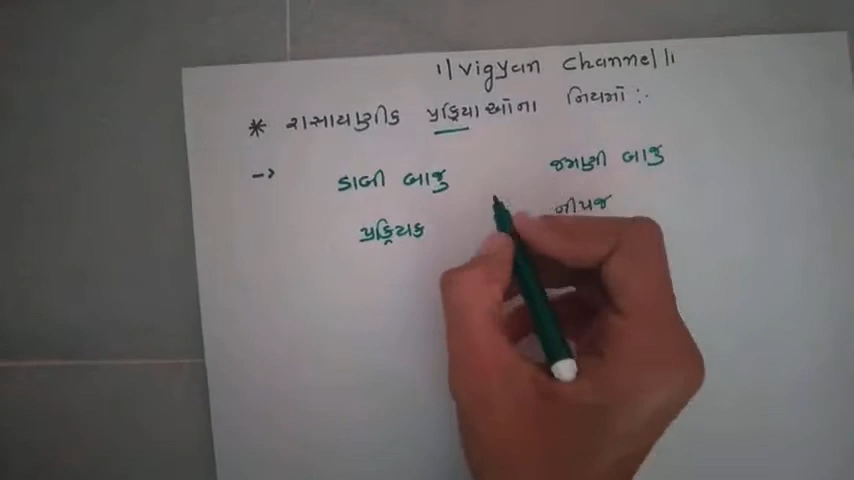 ।। Vigyan Channel ।।
* રાસાયણીક પ્રક્રિયાઓના નિયમો :-
→ ડાબી બાજુ જમણી બાજુ
પ્રક્રિયક નીપજ